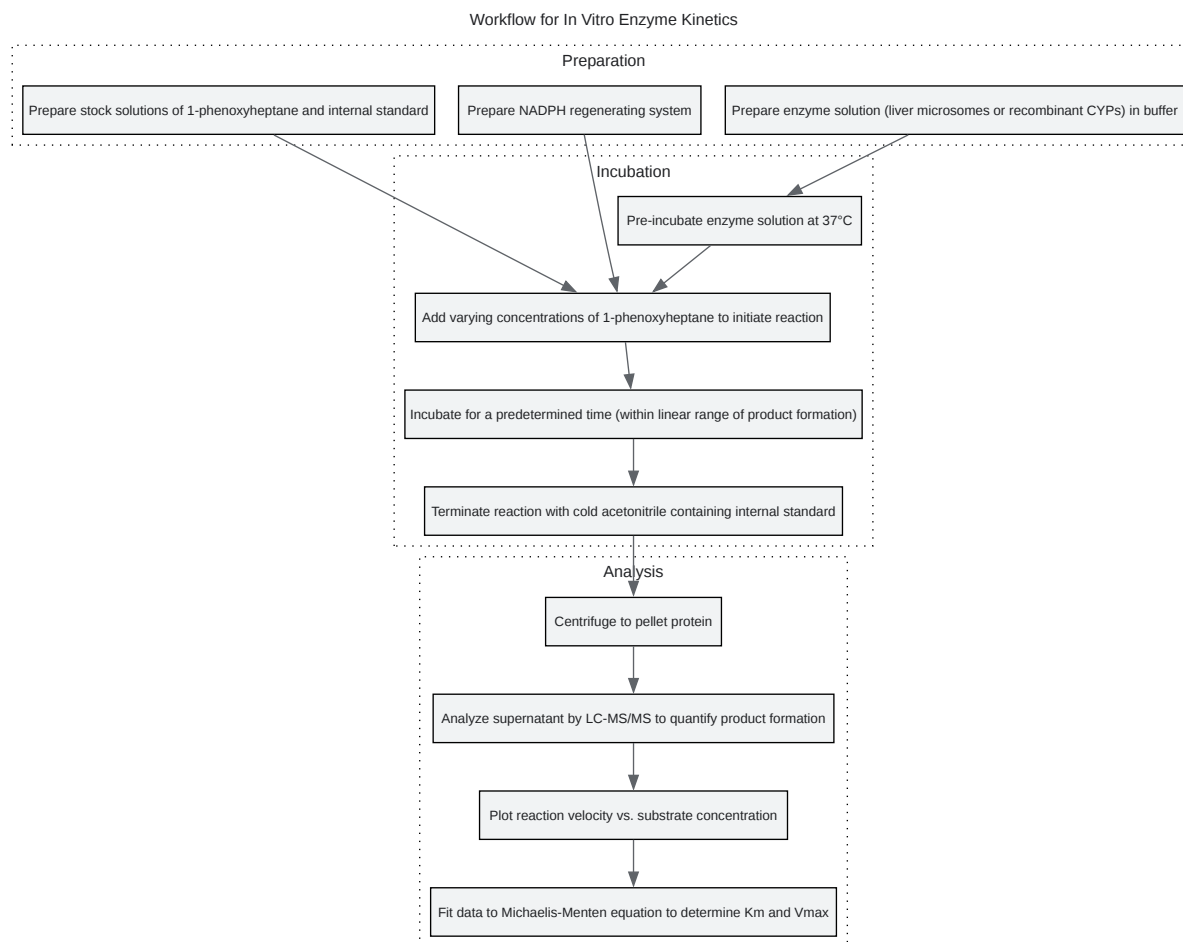 Workflow for In Vitro Enzyme Kinetics
Preparation
Prepare stock solutions of 1-phenoxyheptane and internal standard
Prepare NADPH regenerating system
Prepare enzyme solution (liver microsomes or recombinant CYPs) in buffer
Incubation
Pre-incubate enzyme solution at 37°C
Add varying concentrations of 1-phenoxyheptane to initiate reaction
Incubate for a predetermined time (within linear range of product formation)
Terminate reaction with cold acetonitrile containing internal standard
Analysis
Centrifuge to pellet protein
Analyze supernatant by LC-MS/MS to quantify product formation
Plot reaction velocity vs. substrate concentration
Fit data to Michaelis-Menten equation to determine Km and Vmax